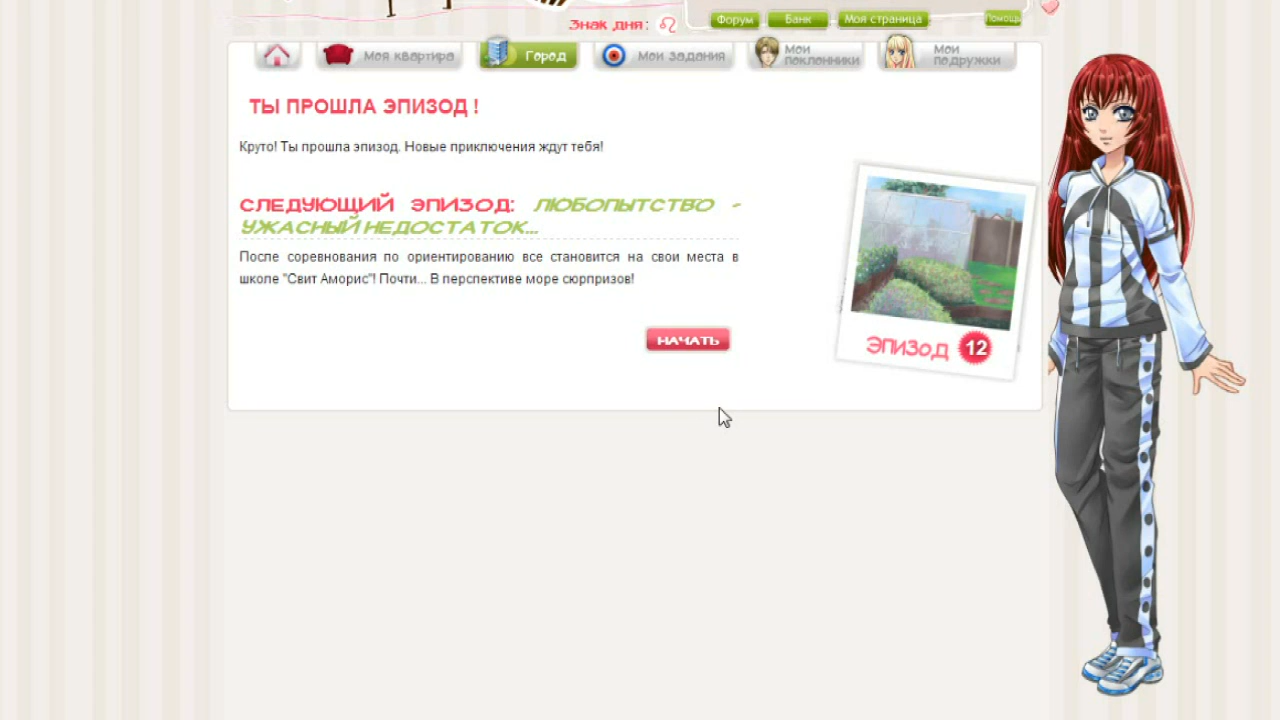 Знак дня:
Форум
Банк
Моя страница
Помощь
Моя квартира
Город
Мои задания
Мои поклонники
Мои подружки
ТЫ ПРОШЛА ЭПИЗОД !
Круто! Ты прошла эпизод. Новые приключения ждут тебя!
СЛЕДУЮЩИЙ ЭПИЗОД: ЛЮБОПЫТСТВО -
УЖАСНЫЙ НЕДОСТАТОК...
После соревнования по ориентированию все становится на свои места в
школе "Свит Аморис"! Почти... В перспективе море сюрпризов!
НАЧАТЬ
ЭПИЗОД 12